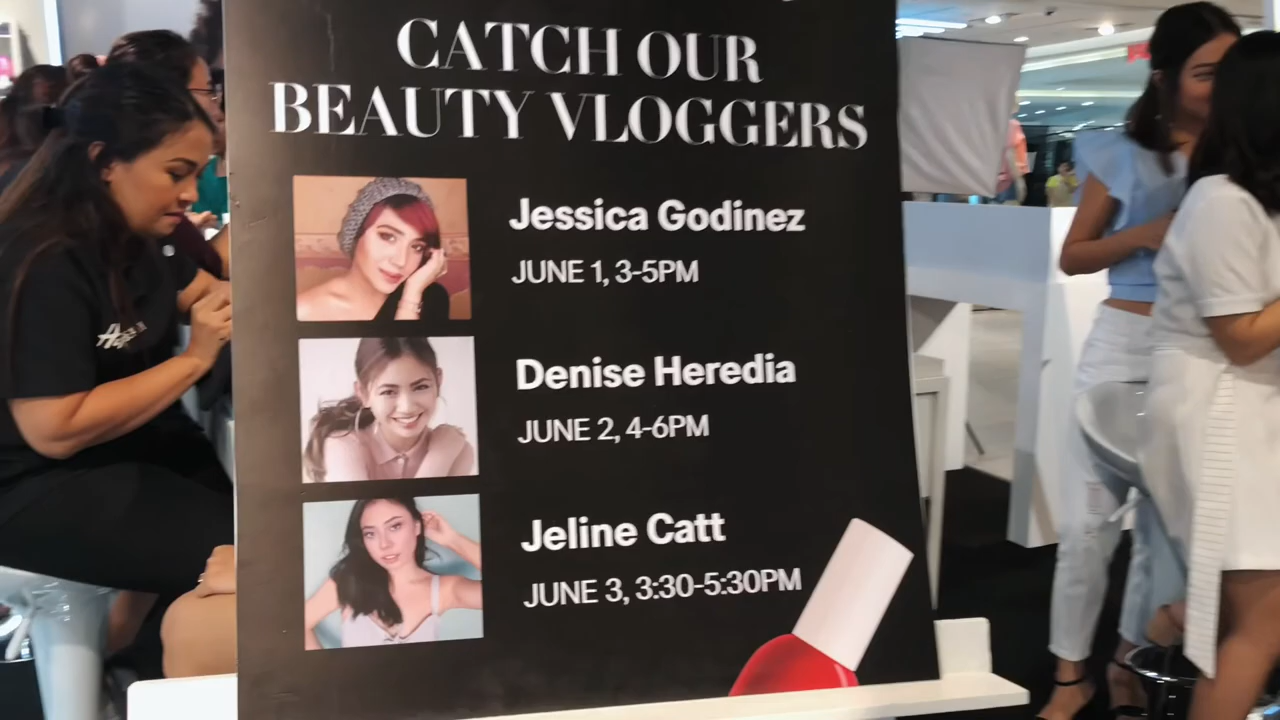 CATCH OUR
BEAUTY VLOGGERS
Jessica Godinez
JUNE 1, 3-5PM
Denise Heredia
JUNE 2, 4-6PM
Jeline Catt
JUNE 3, 3:30-5:30PM